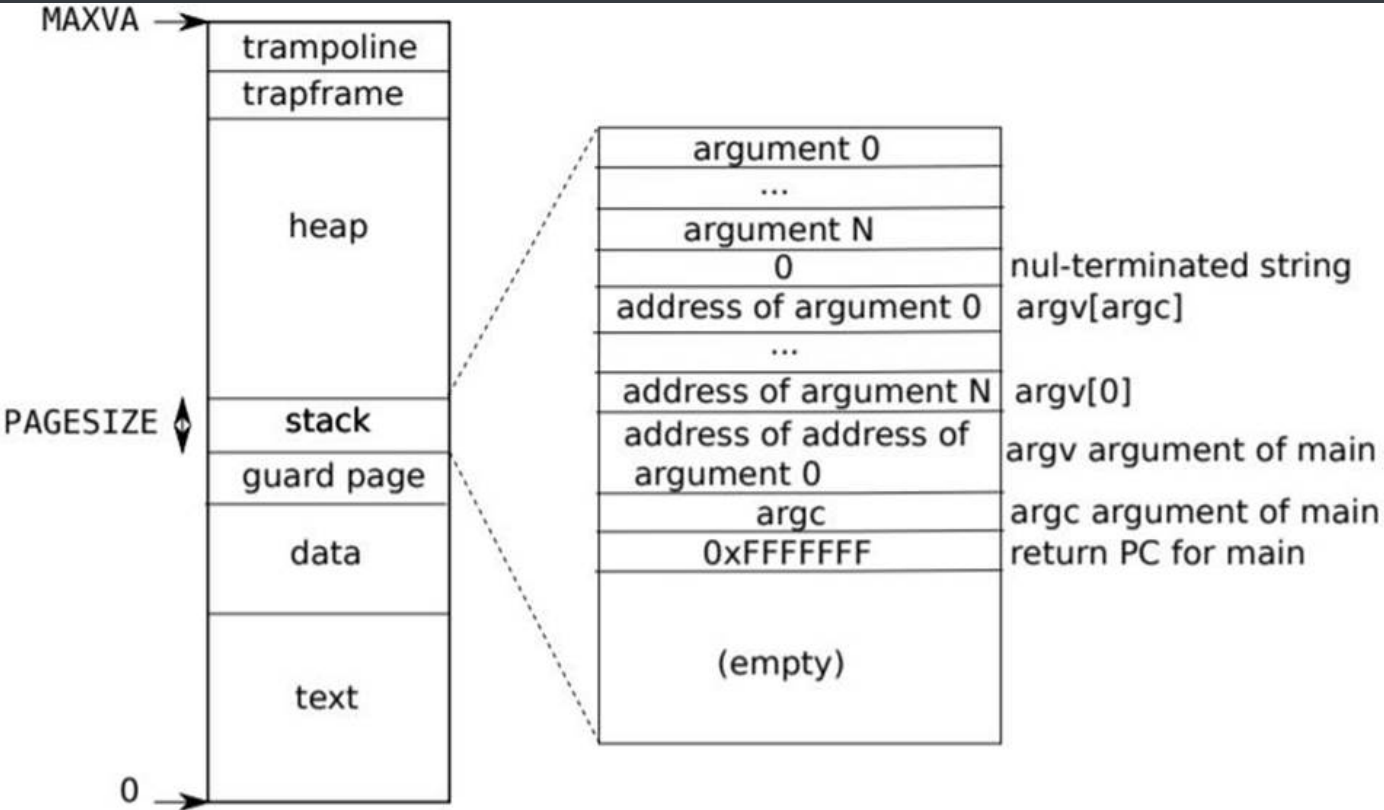 MAXVA
trampoline
trapframe
heap
PAGESIZE
stack
guard page
data
text
0
argument 0
...
argument N
0
nul-terminated string
address of argument 0
argv[argc]
...
address of argument N
argv[0]
address of address of
argument 0
argv argument of main
argc
argc argument of main
0xFFFFFFF
return PC for main
(empty)